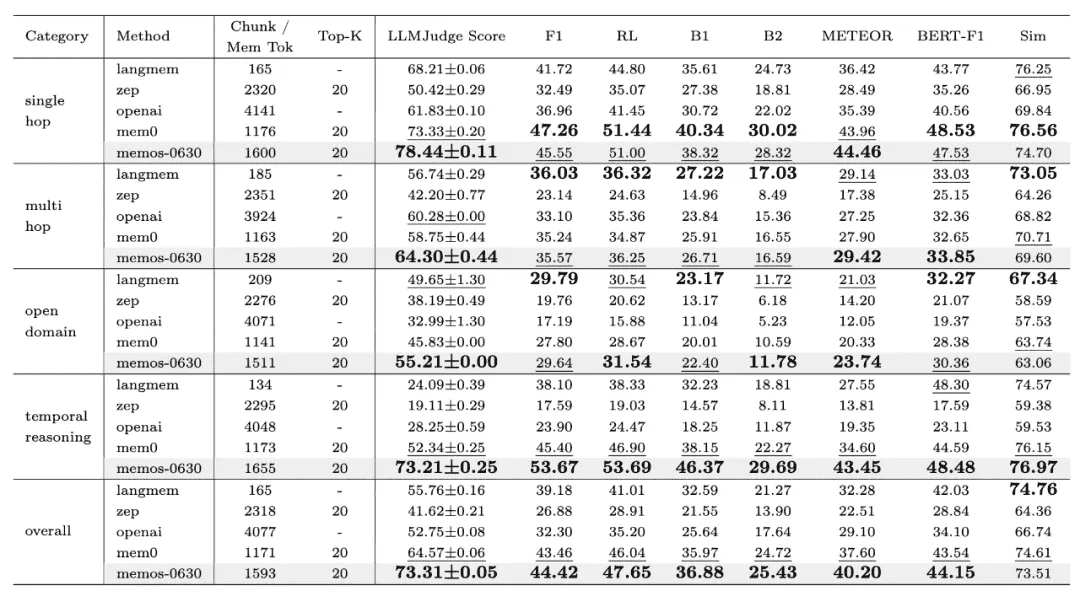 Category Method Chunk / Mem Tok Top-K LLMJudge Score F1 RL B1 B2 METEOR BERT-F1 Sim
single hop
langmem 165 - 68.21±0.06 41.72 44.80 35.61 24.73 36.42 43.77 76.25
zep 2320 20 50.42±0.29 32.49 35.07 27.38 18.81 28.49 35.26 66.95
openai 4141 - 61.83±0.10 36.96 41.45 30.72 22.02 35.39 40.56 69.84
mem0 1176 20 73.33±0.20 47.26 51.44 40.34 30.02 43.96 48.53 76.56
memos-0630 1600 20 78.44±0.11 45.55 51.00 38.32 28.32 44.46 47.53 74.70
multi hop
langmem 185 - 56.74±0.29 36.03 36.32 27.22 17.03 29.14 33.03 73.05
zep 2351 20 42.20±0.77 23.14 24.63 14.96 8.49 17.38 25.15 64.26
openai 3924 - 60.28±0.00 33.10 35.36 23.84 15.36 27.25 32.36 68.82
mem0 1163 20 58.75±0.44 35.24 34.87 25.91 16.55 27.90 32.65 70.71
memos-0630 1528 20 64.30±0.44 35.57 36.25 26.71 16.59 29.42 33.85 69.60
open domain
langmem 209 - 49.65±1.30 29.79 30.54 23.17 11.72 21.03 32.27 67.34
zep 2276 20 38.19±0.49 19.76 20.62 13.17 6.18 14.20 21.07 58.59
openai 4071 - 32.99±1.30 17.19 15.88 11.04 5.23 12.05 19.37 57.53
mem0 1141 20 45.83±0.00 27.80 28.67 20.01 10.59 20.33 28.38 63.74
memos-0630 1511 20 55.21±0.00 29.64 31.54 22.40 11.78 23.74 30.36 63.06
temporal reasoning
langmem 134 - 24.09±0.39 38.10 38.33 32.23 18.81 27.55 48.30 74.57
zep 2295 20 19.11±0.29 17.59 19.03 14.57 8.11 13.81 17.59 59.38
openai 4048 - 28.25±0.59 23.90 24.47 18.25 11.87 19.35 23.11 59.53
mem0 1173 20 52.34±0.25 45.40 46.90 38.15 22.27 34.60 44.59 76.15
memos-0630 1655 20 73.21±0.25 53.67 53.69 46.37 29.69 43.45 48.48 76.97
overall
langmem 165 - 55.76±0.16 39.18 41.01 32.59 21.27 32.28 42.03 74.76
zep 2318 20 41.62±0.21 26.88 28.91 21.55 13.90 22.51 28.84 64.36
openai 4077 - 52.75±0.08 32.30 35.20 25.64 17.64 29.10 34.10 66.74
mem0 1171 20 64.57±0.06 43.46 46.04 35.97 24.72 37.60 43.54 74.61
memos-0630 1593 20 73.31±0.05 44.42 47.65 36.88 25.43 40.20 44.15 73.51